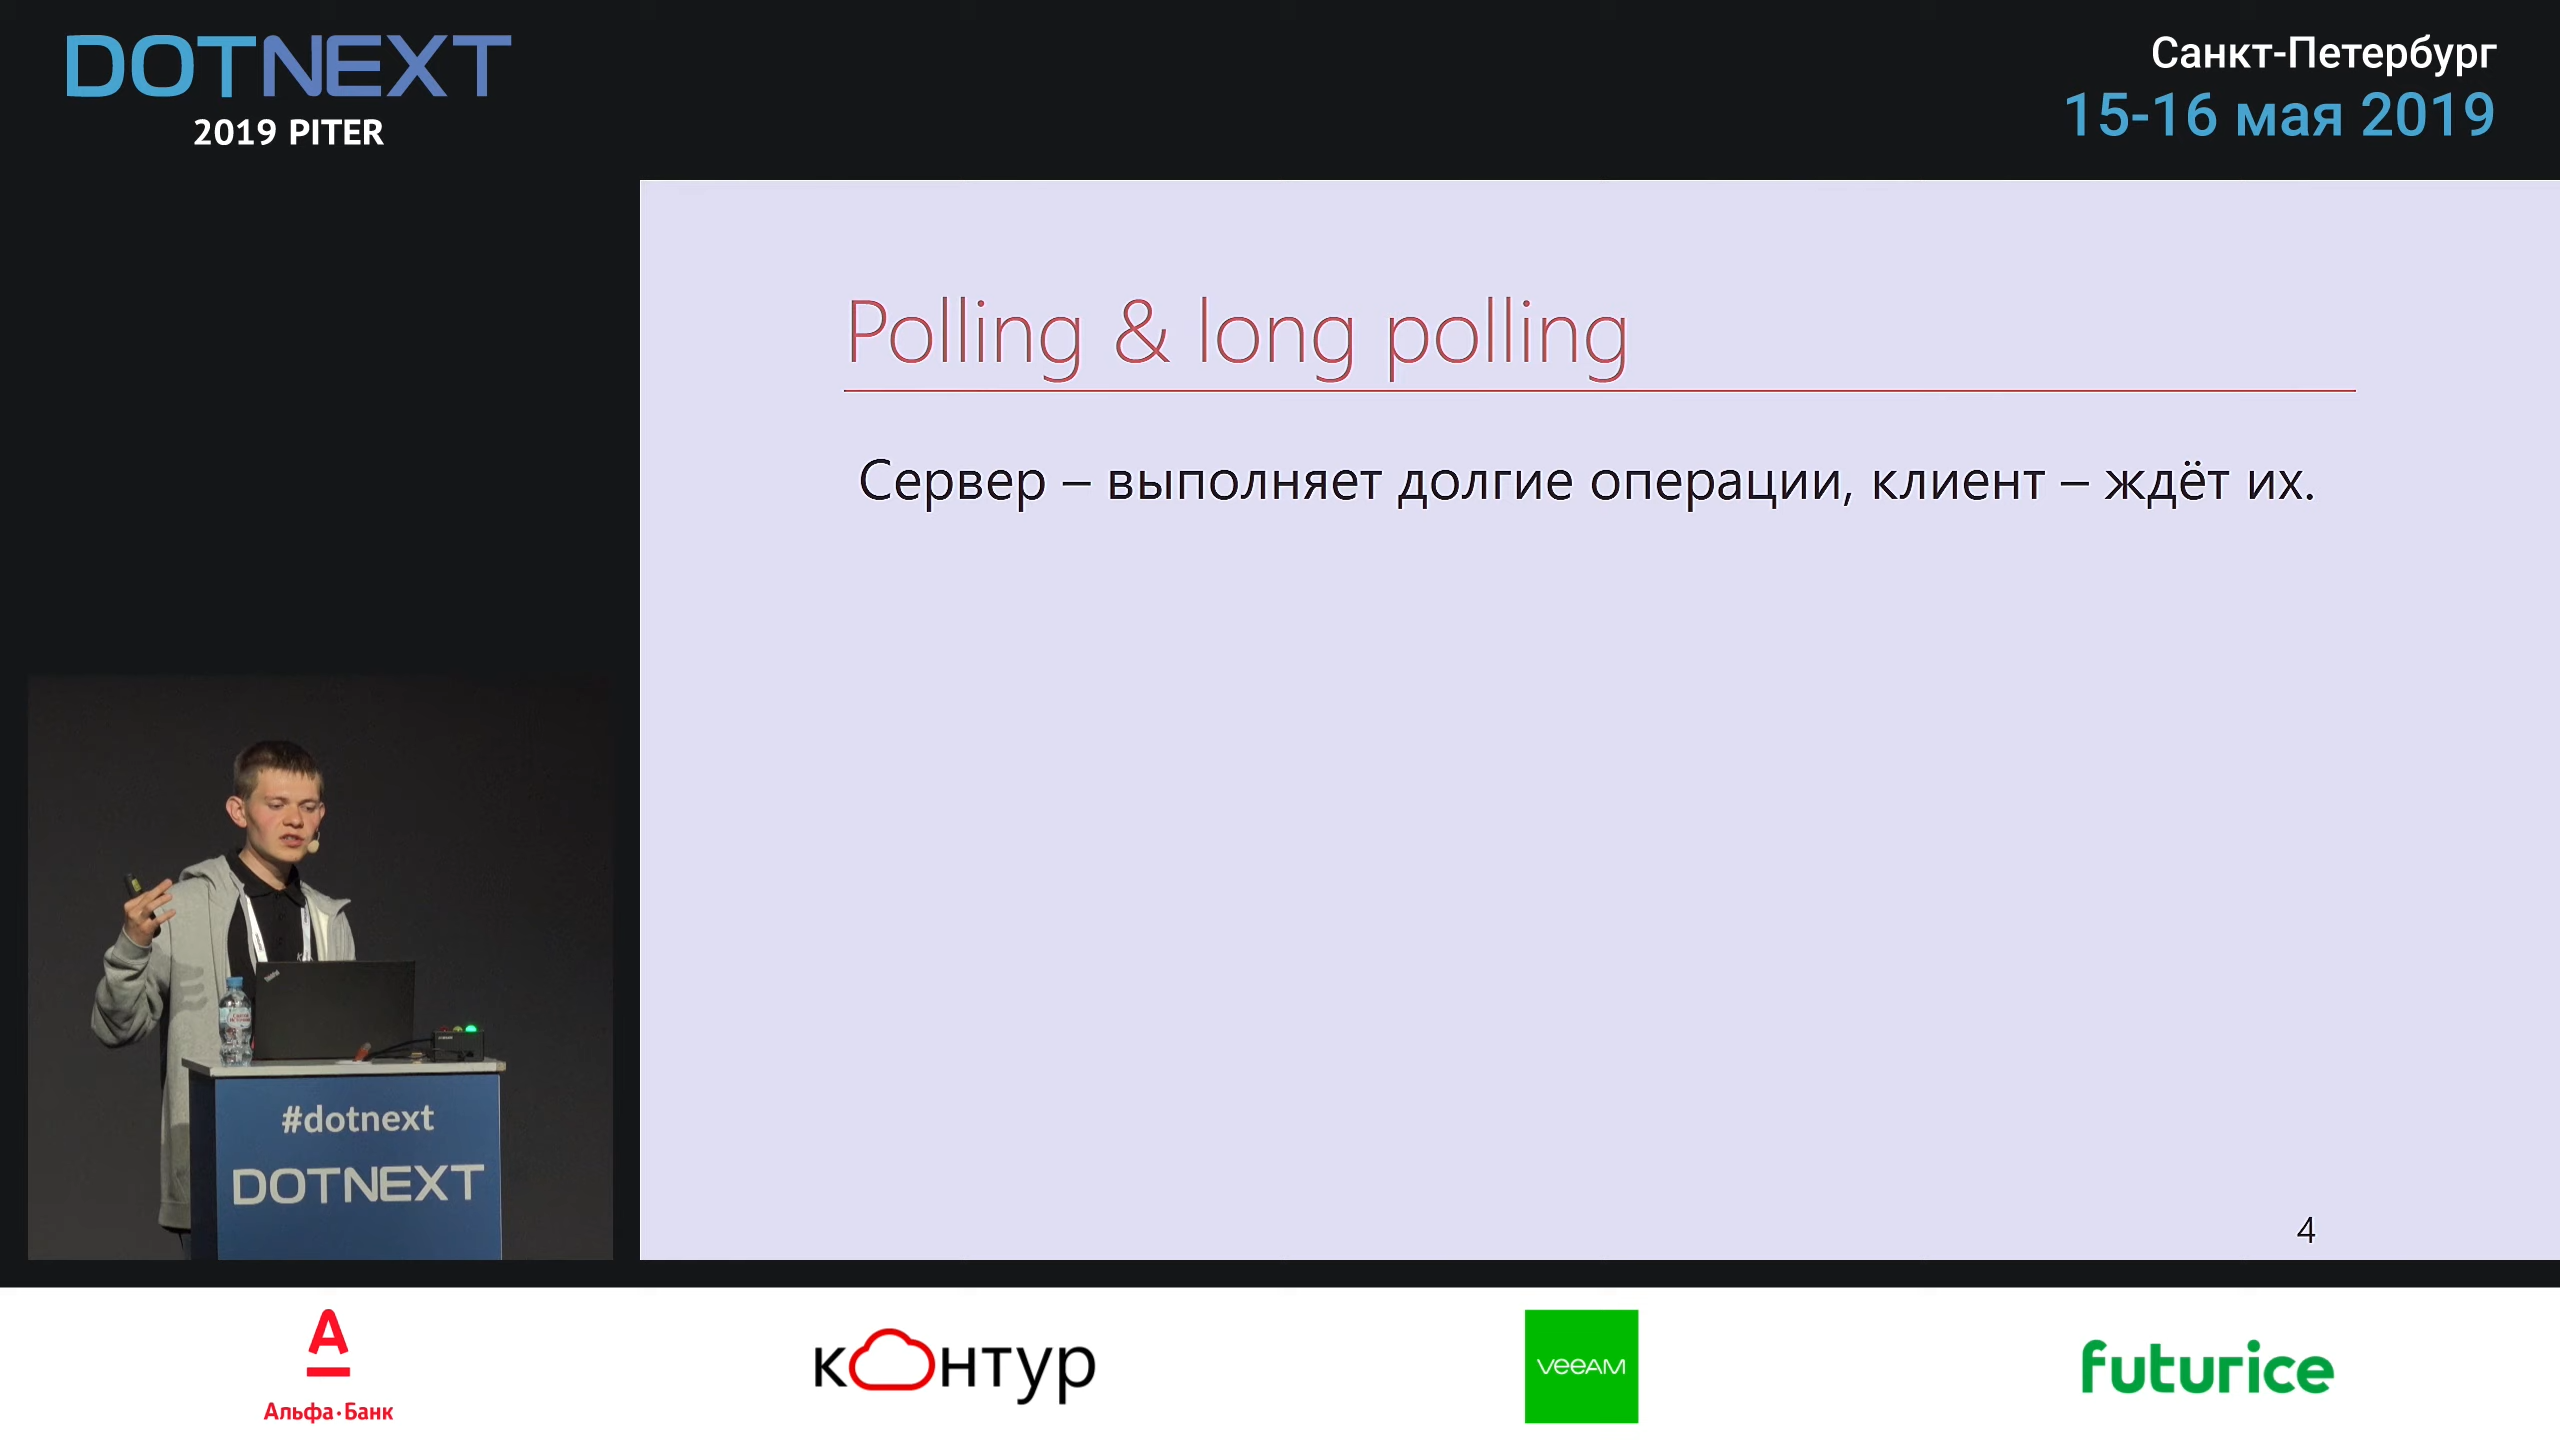 DOTNEXT
2019 PITER
Санкт-Петербург
15-16 мая 2019
Polling & long polling
Сервер – выполняет долгие операции, клиент – ждёт их.
4
#dotnext
DOTNEXT
А
Альфа·Банк
контур
veeAM
futurice